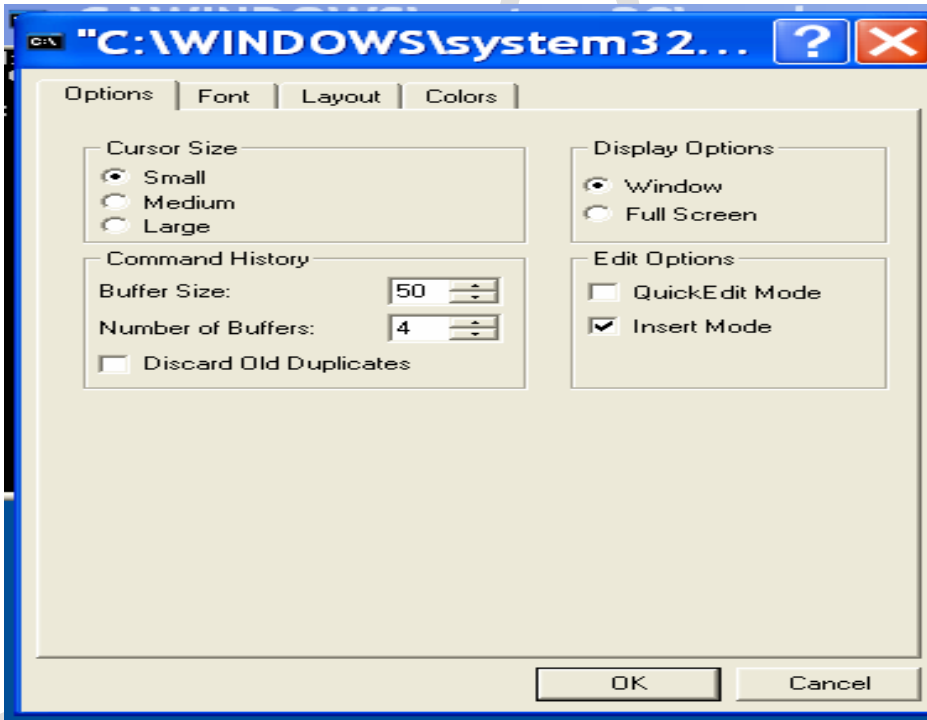 "C:\WINDOWS\system32...
Options Font Layout Colors
Cursor Size
Small
Medium
Large
Display Options
Window
Full Screen
Command History
Buffer Size: 50
Number of Buffers: 4
Discard Old Duplicates
Edit Options
QuickEdit Mode
Insert Mode
OK Cancel